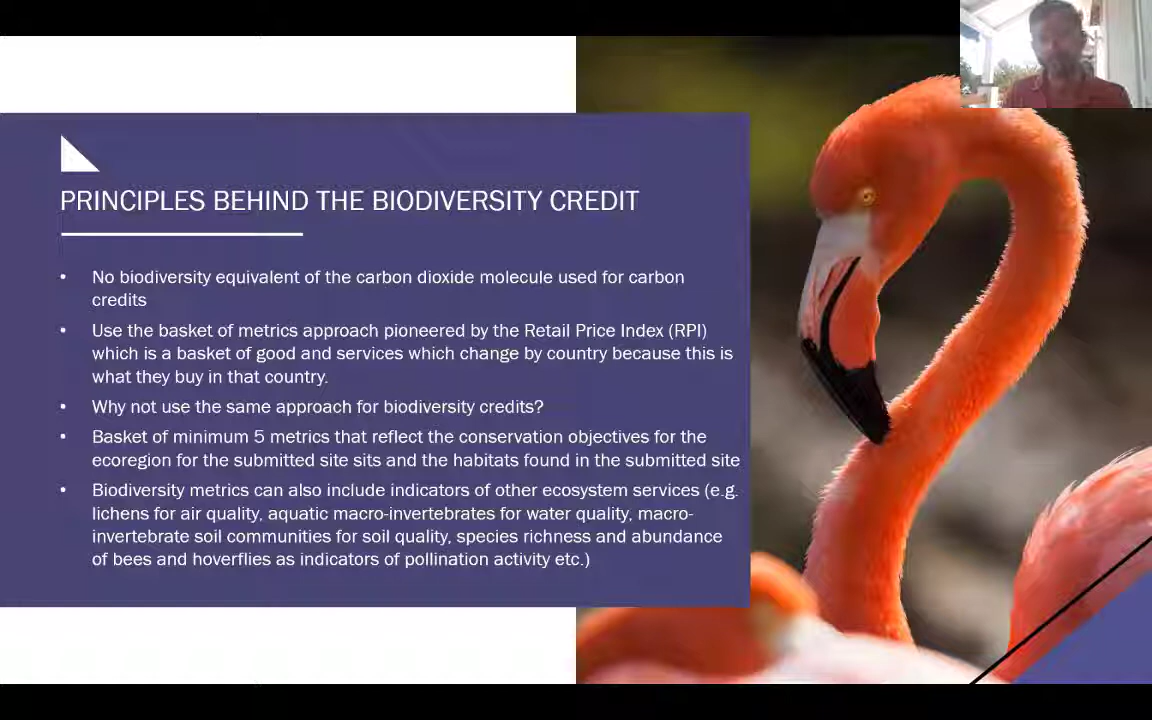 PRINCIPLES BEHIND THE BIODIVERSITY CREDIT
• No biodiversity equivalent of the carbon dioxide molecule used for carbon
credits
• Use the basket of metrics approach pioneered by the Retail Price Index (RPI)
which is a basket of good and services which change by country because this is
what they buy in that country.
• Why not use the same approach for biodiversity credits?
• Basket of minimum 5 metrics that reflect the conservation objectives for the
ecoregion for the submitted site sits and the habitats found in the submitted site
• Biodiversity metrics can also include indicators of other ecosystem services (e.g.
lichens for air quality, aquatic macro-invertebrates for water quality, macro-
invertebrate soil communities for soil quality, species richness and abundance
of bees and hoverflies as indicators of pollination activity etc.)